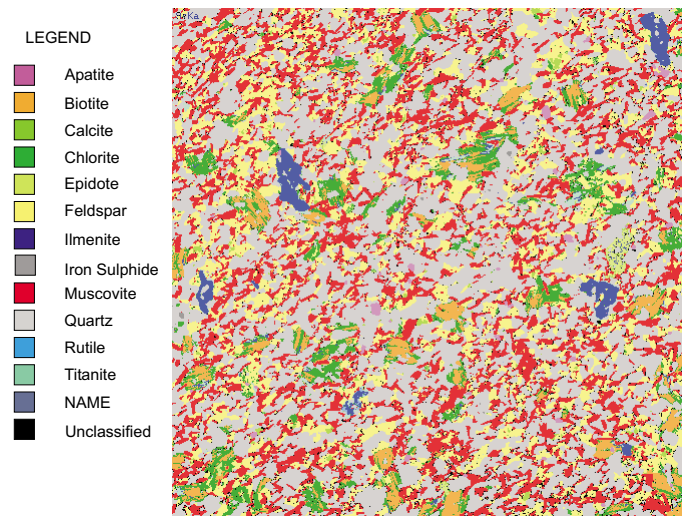 LEGEND
Apatite
Biotite
Calcite
Chlorite
Epidote
Feldspar
Ilmenite
Iron Sulphide
Muscovite
Quartz
Rutile
Titanite
NAME
Unclassified